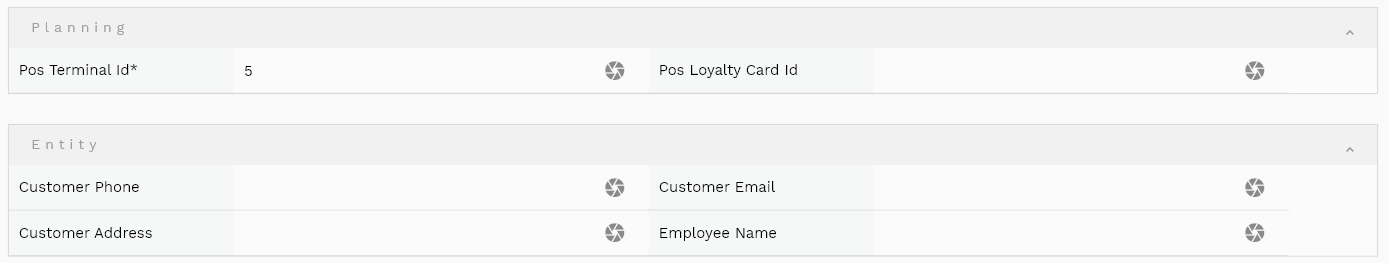 Planning
Pos Terminal Id* 5 Pos Loyalty Card Id
Entity
Customer Phone Customer Email
Customer Address Employee Name